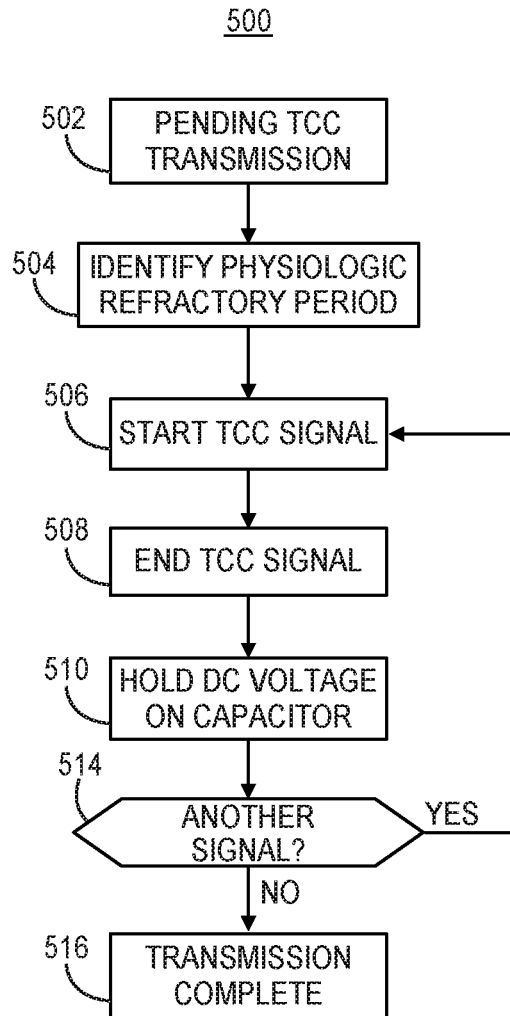 500
502
PENDING TCC
TRANSMISSION
504
IDENTIFY PHYSIOLOGIC
REFRACTORY PERIOD
506
START TCC SIGNAL
508
END TCC SIGNAL
510
HOLD DC VOLTAGE
ON CAPACITOR
514
ANOTHER
SIGNAL?
YES
NO
516
TRANSMISSION
COMPLETE